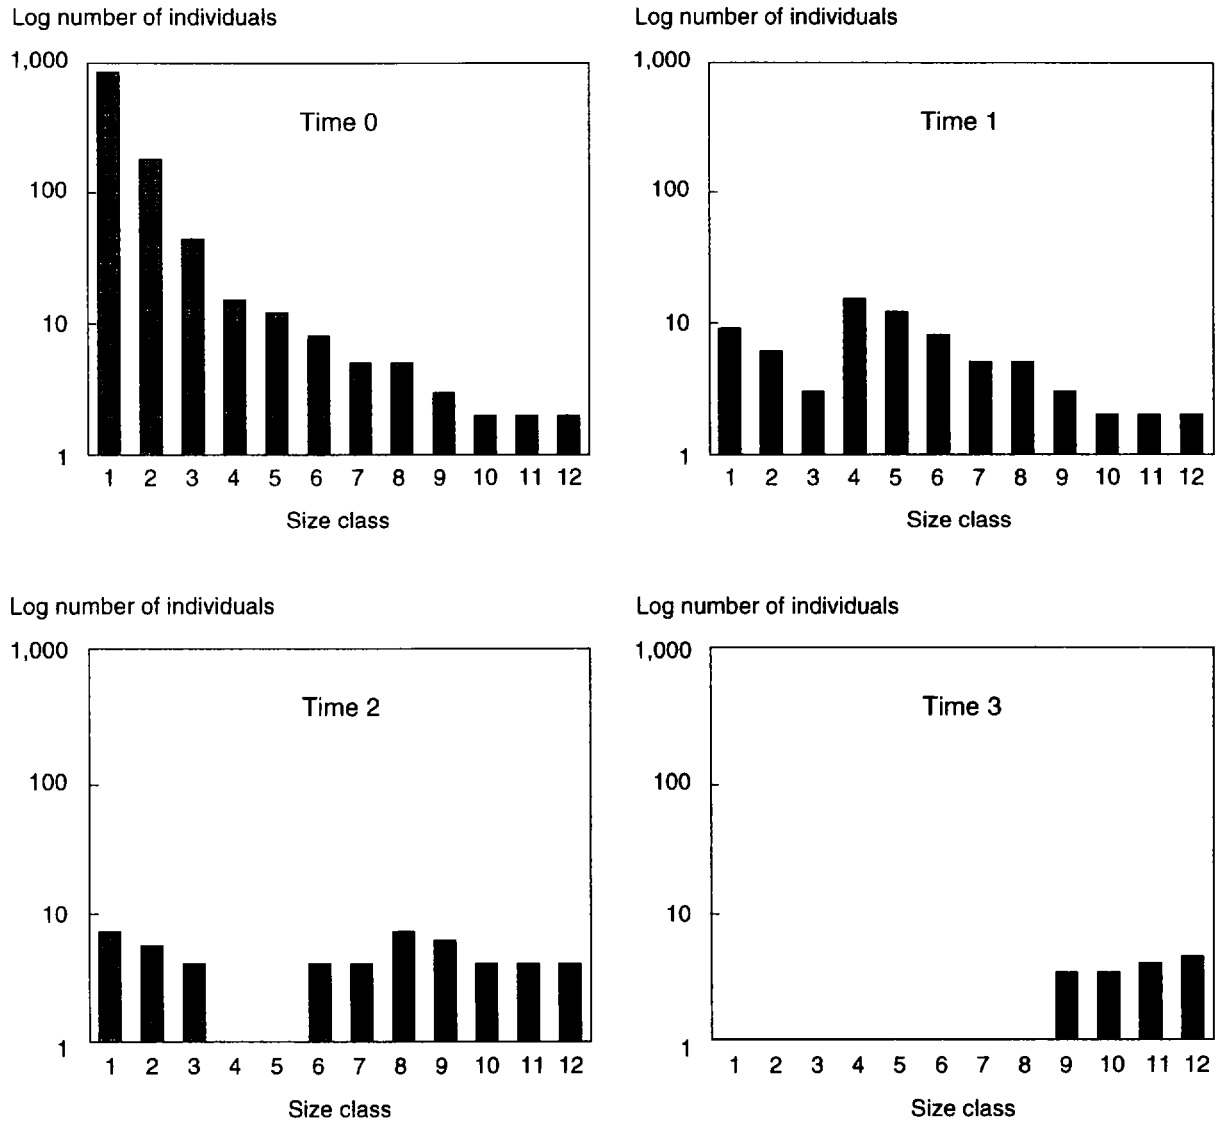 Log number of individuals
1,000
Time 0
100
10
1
1 2 3 4 5 6 7 8 9 10 11 12
Size class
Log number of individuals
1,000
Time 1
100
10
1
1 2 3 4 5 6 7 8 9 10 11 12
Size class
Log number of individuals
1,000
Time 2
100
10
1
1 2 3 4 5 6 7 8 9 10 11 12
Size class
Log number of individuals
1,000
Time 3
100
10
1
1 2 3 4 5 6 7 8 9 10 11 12
Size class